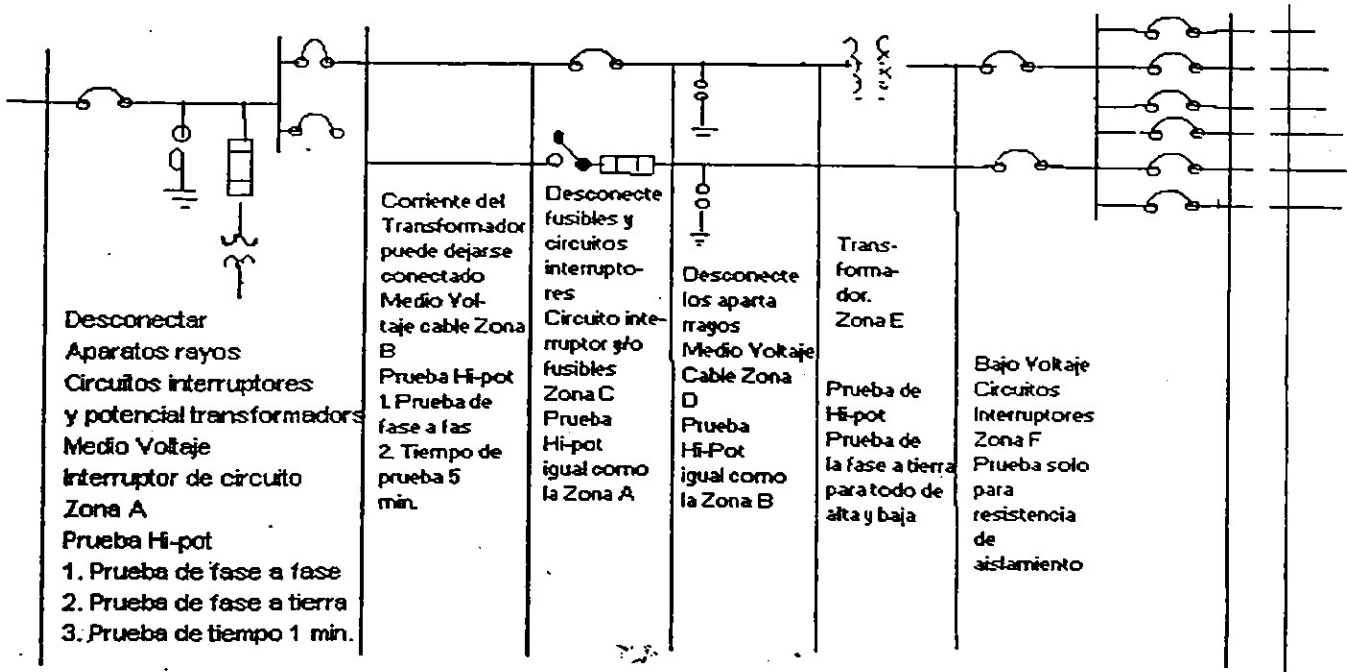 Desconectar
Aparatos rayos
Circuitos interruptores
y potencial transformadors
Medio Voltaje
Interruptor de circuito
Zona A
Prueba Hi-pot
1. Prueba de fase a fase
2. Prueba de fase a tierra
3. Prueba de tiempo 1 min.
Corriente del
Transformador
puede dejarse
conectado
Medio Vol-
taje cable Zona
B
Prueba Hi-pot
1. Prueba de
fase a fas
2. Tiempo de
prueba 5
min.
Desconecte
fusibles y
circuitos
interrupto-
res
Circuito inte-
rruptor y/o
fusibles
Zona C
Prueba
Hi-pot
igual como
la Zona A
Desconecte
los aparta
rrayos
Medio Voltaje
Cable Zona
D
Prueba
Hi-Pot
igual como
la Zona B
Trans-
forma-
dor.
Zona E
Prueba de
Hi-pot
Prueba de
la fase a tierra
para todo de
alta y baja
Bajo Voltaje
Circuitos
Interruptores
Zona F
Prueba solo
para
resistencia
de
aislamiento